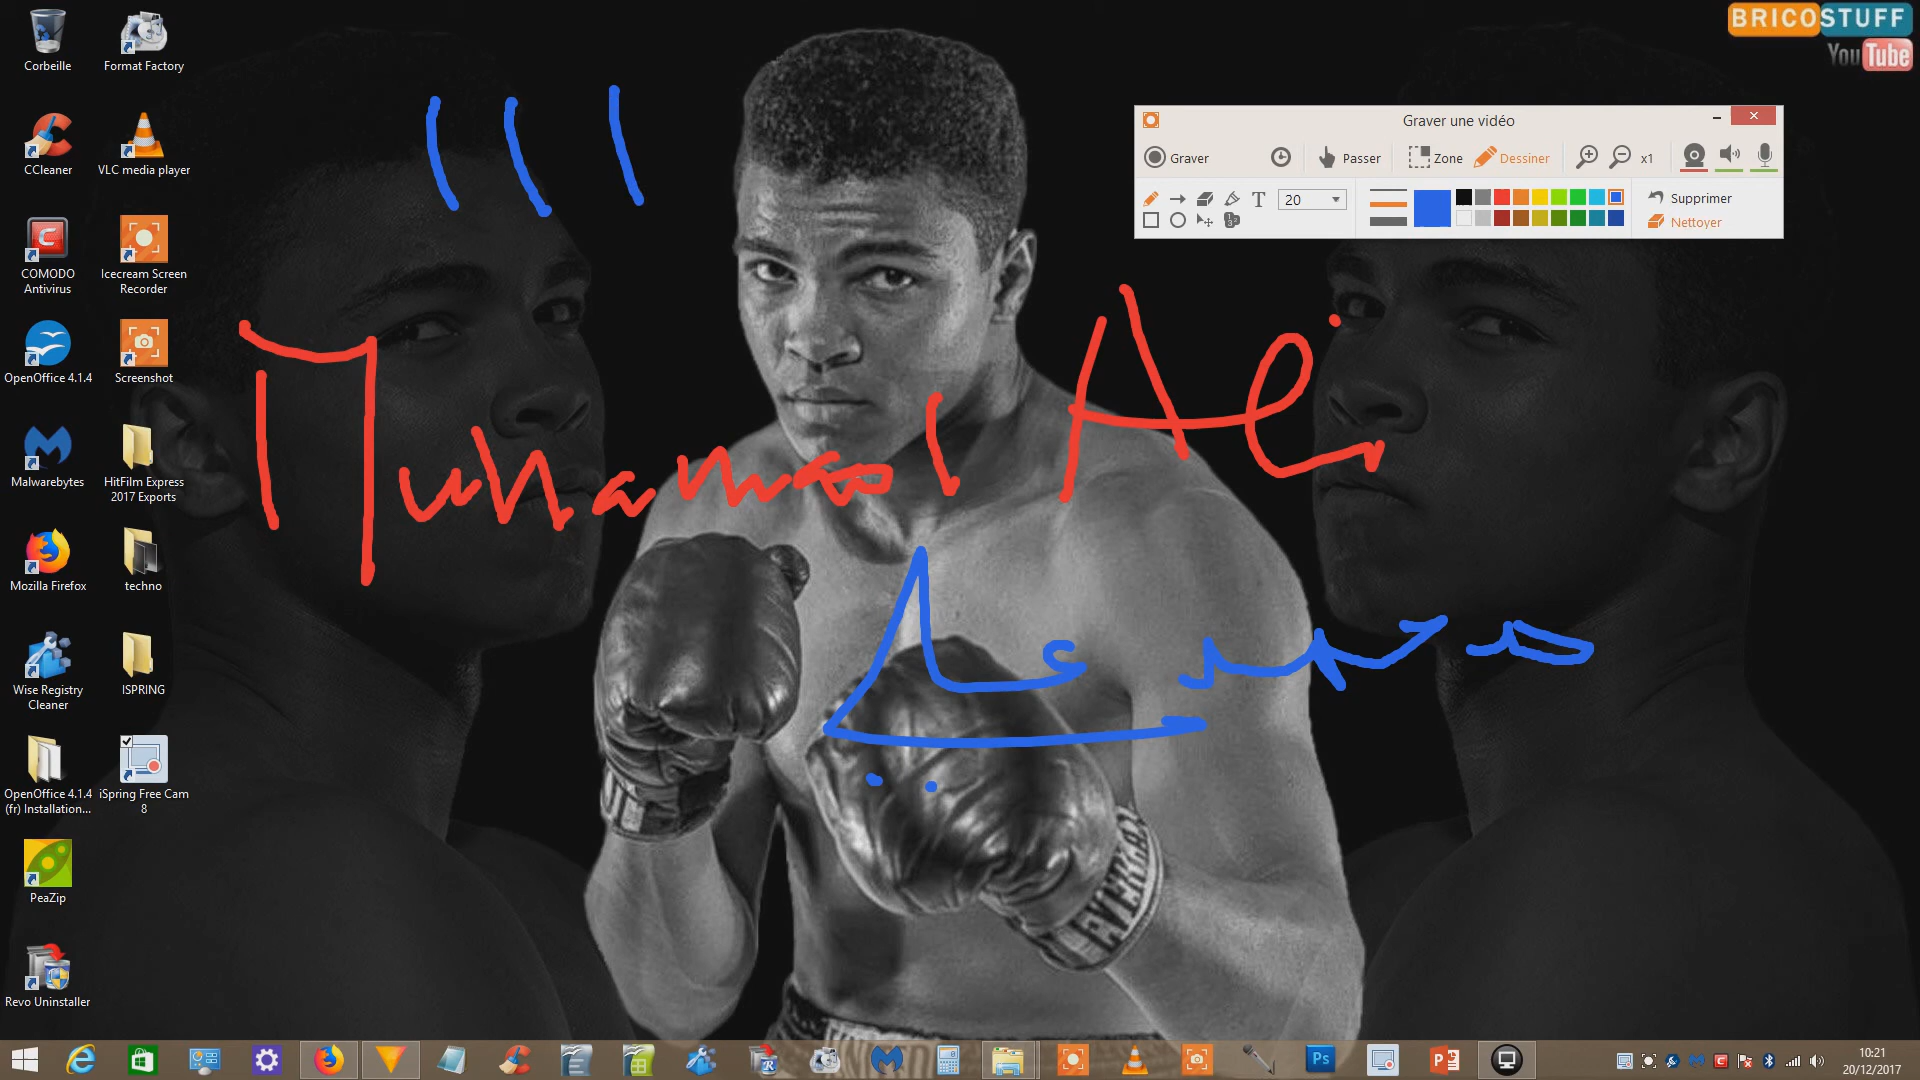 BRICOSTUFF
YouTube
Corbeille
Format Factory
CCleaner
VLC media player
COMODO
Antivirus
Icecream Screen
Recorder
OpenOffice 4.1.4
Screenshot
Malwarebytes
HitFilm Express
2017 Exports
Mozilla Firefox
techno
Wise Registry
Cleaner
ISPRING
OpenOffice 4.1.4
(fr) Installation...
iSpring Free Cam
8
PeaZip
Revo Uninstaller
Graver une vidéo
Graver
Passer
Zone
Dessiner
x1
T
20
Supprimer
Nettoyer
Muhamad Ali
Ps
10:21
20/12/2017